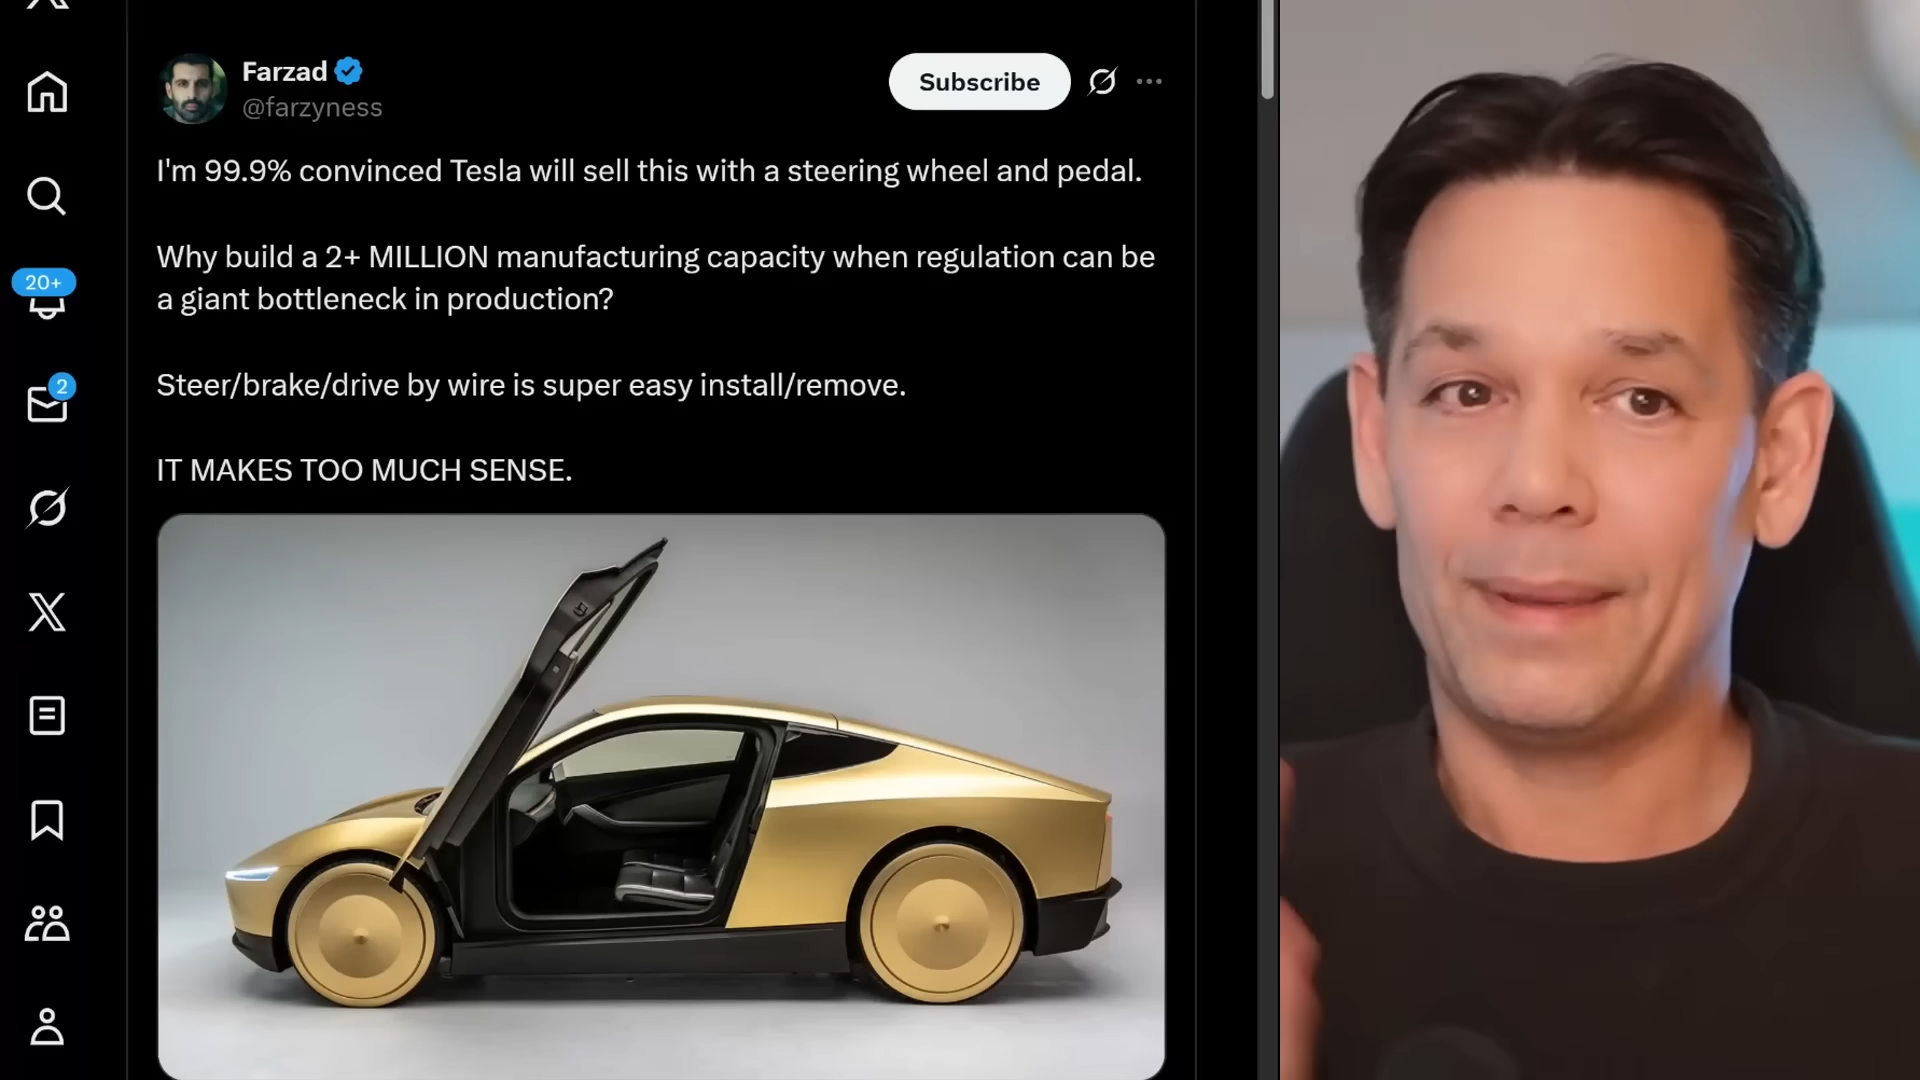 Farzad
@farzyness
Subscribe
I'm 99.9% convinced Tesla will sell this with a steering wheel and pedal.
Why build a 2+ MILLION manufacturing capacity when regulation can be
a giant bottleneck in production?
Steer/brake/drive by wire is super easy install/remove.
IT MAKES TOO MUCH SENSE.
20+
2